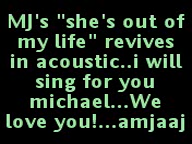 MJ's "she's out of
my life" revives
in acoustic..i will
sing for you
michael...We
love you!...amjaaj